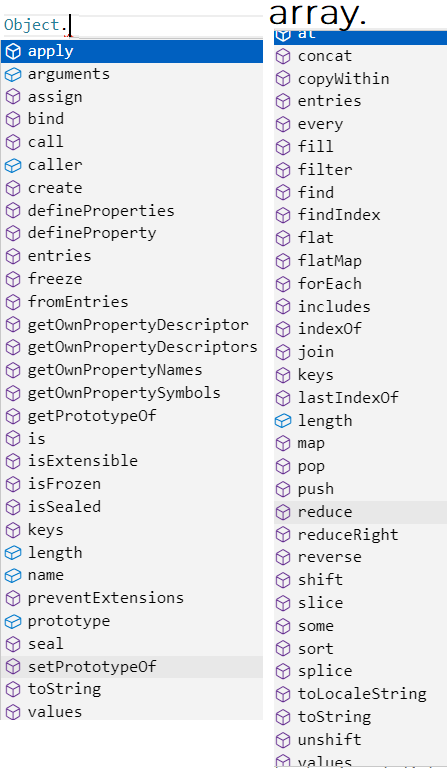 Object.
apply
arguments
assign
bind
call
caller
create
defineProperties
defineProperty
entries
freeze
fromEntries
getOwnPropertyDescriptor
getOwnPropertyDescriptors
getOwnPropertyNames
getOwnPropertySymbols
getPrototypeOf
is
isExtensible
isFrozen
isSealed
keys
length
name
preventExtensions
prototype
seal
setPrototypeOf
toString
values
array.
at
concat
copyWithin
entries
every
fill
filter
find
findIndex
flat
flatMap
forEach
includes
indexOf
join
keys
lastIndexOf
length
map
pop
push
reduce
reduceRight
reverse
shift
slice
some
sort
splice
toLocaleString
toString
unshift
values